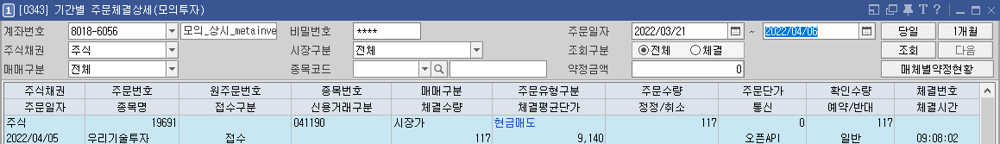 1 [0343] 기간별 주문체결상세(모의투자) T ?
계좌번호 8018-6056 모의_상시_metainve 비밀번호 **** 주문일자 2022/03/21 ~ 2022/04/06 당일 1개월
주식채권 주식 시장구분 전체 조회구분 전체 체결 조회 다음
매매구분 전체 종목코드 약정금액 0 매체별약정현황
주식채권 주문번호 원주문번호 종목번호 매매구분 주문유형구분 주문수량 주문단가 확인수량 체결번호
주문일자 종목명 접수구분 신용거래구분 체결수량 체결평균단가 정정/취소 통신 예약/반대 체결시간
주식 19691 041190 시장가 현금매도 117 0 117
2022/04/05 우리기술투자 접수 117 9,140 오픈API 일반 09:08:02